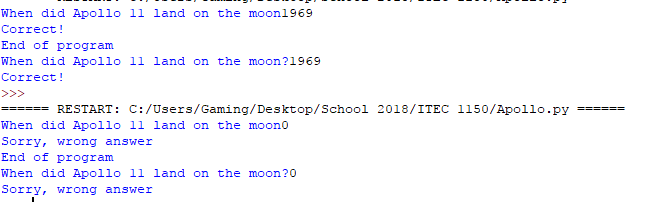 When did Apollo 11 land on the moon1969
Correct!
End of program
When did Apollo 11 land on the moon?1969
Correct!
>>>
====== RESTART: C:/Users/Gaming/Desktop/School 2018/ITEC 1150/Apollo.py ======
When did Apollo 11 land on the moon0
Sorry, wrong answer
End of program
When did Apollo 11 land on the moon?0
Sorry, wrong answer